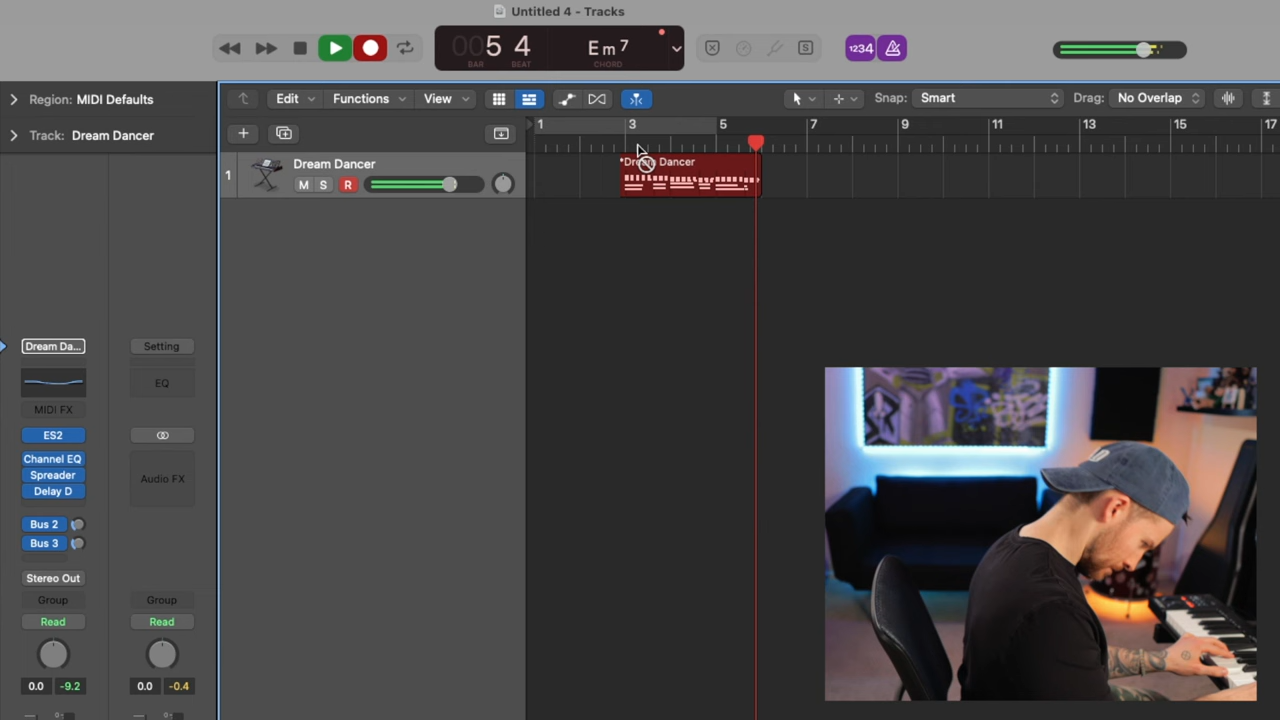 Untitled 4 - Tracks
005 4
BAR BEAT
Em7
CHORD
S
1234
Region: MIDI Defaults
Track: Dream Dancer
Edit
Functions
View
Snap: Smart
Drag: No Overlap
1 3 5 7 9 11 13 15 17
1
Dream Dancer
M S R
*Dream Dancer
Dream Da...
Setting
EQ
MIDI FX
ES2
Channel EQ
Spreader
Delay D
Audio FX
Bus 2
Bus 3
Stereo Out
Group
Group
Read
Read
0.0 -9.2
0.0 -0.4